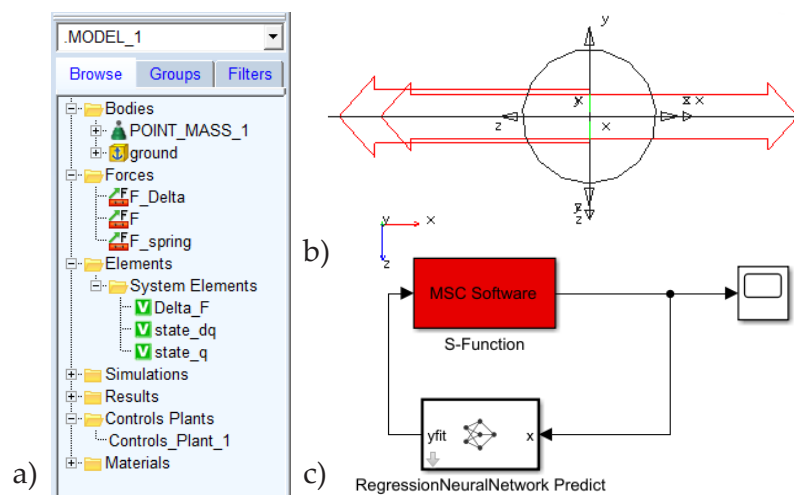 .MODEL_1
Browse Groups Filters
Bodies
POINT_MASS_1
ground
Forces
F_Delta
F
F_spring
Elements
System Elements
Delta_F
state_dq
state_q
Simulations
Results
Controls Plants
Controls_Plant_1
Materials
a)
y
z
x
x
x
z
y
x
z
b)
MSC Software
S-Function
yfit
x
RegressionNeuralNetwork Predict
c)